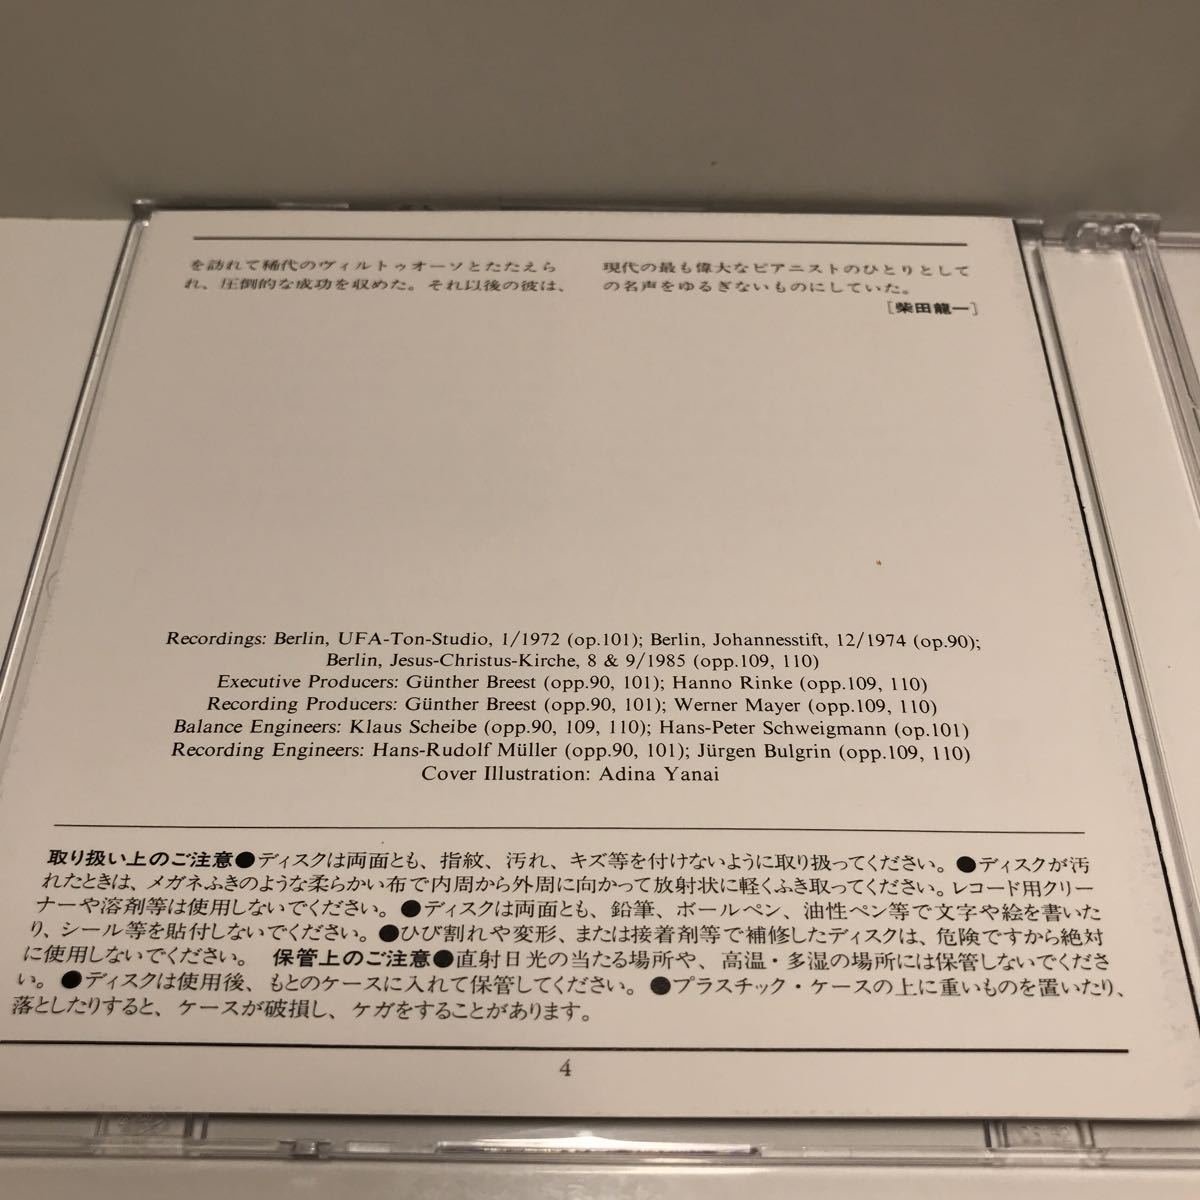 を訪れて稀代のヴィルトゥオーソとたたえら
れ、圧倒的な成功を収めた。それ以後の彼は、
現代の最も偉大なピアニストのひとりとして
の名声をゆるぎないものにしていた。
[柴田龍一]
Recordings: Berlin, UFA-Ton-Studio, 1/1972 (op.101); Berlin, Johannesstift, 12/1974 (op.90);
Berlin, Jesus-Christus-Kirche, 8 & 9/1985 (opp.109, 110)
Executive Producers: Günther Breest (opp.90, 101); Hanno Rinke (opp.109, 110)
Recording Producers: Günther Breest (opp.90, 101); Werner Mayer (opp.109, 110)
Balance Engineers: Klaus Scheibe (opp.90, 109, 110); Hans-Peter Schweigmann (op.101)
Recording Engineers: Hans-Rudolf Müller (opp.90, 101); Jürgen Bulgrin (opp.109, 110)
Cover Illustration: Adina Yanai
取り扱い上のご注意●ディスクは両面とも、指紋、汚れ、キズ等を付けないように取り扱ってください。●ディスクが汚
れたときは、メガネふきのような柔らかい布で内周から外周に向かって放射状に軽くふき取ってください。レコード用クリー
ナーや溶剤等は使用しないでください。●ディスクは両面とも、鉛筆、ボールペン、油性ペン等で文字や絵を書いた
り、シール等を貼付しないでください。●ひび割れや変形、または接着剤等で補修したディスクは、危険ですから絶対
に使用しないでください。 保管上のご注意●直射日光の当たる場所や、高温・多湿の場所には保管しないでくださ
い。●ディスクは使用後、もとのケースに入れて保管してください。●プラスチック・ケースの上に重いものを置いたり、
落としたりすると、ケースが破損し、ケガをすることがあります。
4